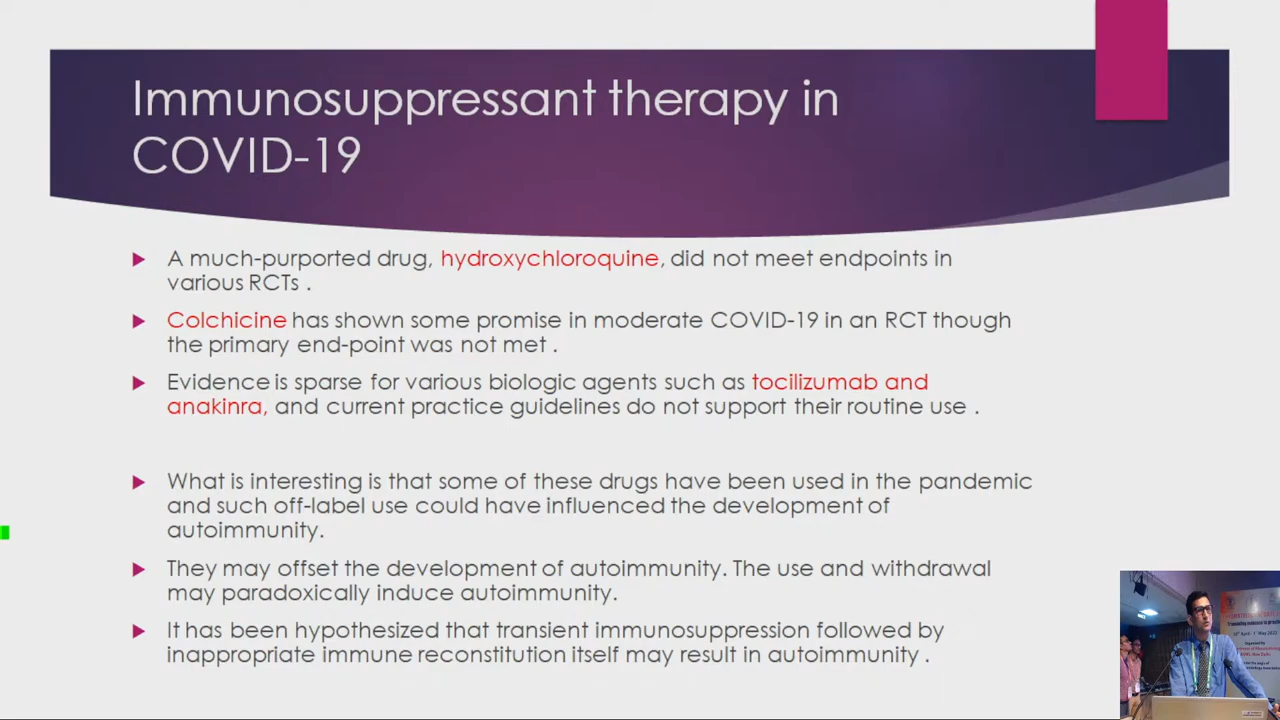 Immunosuppressant therapy in
COVID-19
A much-purported drug, hydroxychloroquine, did not meet endpoints in
various RCTs .
Colchicine has shown some promise in moderate COVID-19 in an RCT though
the primary end-point was not met .
Evidence is sparse for various biologic agents such as tocilizumab and
anakinra, and current practice guidelines do not support their routine use .
What is interesting is that some of these drugs have been used in the pandemic
and such off-label use could have influenced the development of
autoimmunity.
They may offset the development of autoimmunity. The use and withdrawal
may paradoxically induce autoimmunity.
It has been hypothesized that transient immunosuppression followed by
inappropriate immune reconstitution itself may result in autoimmunity .